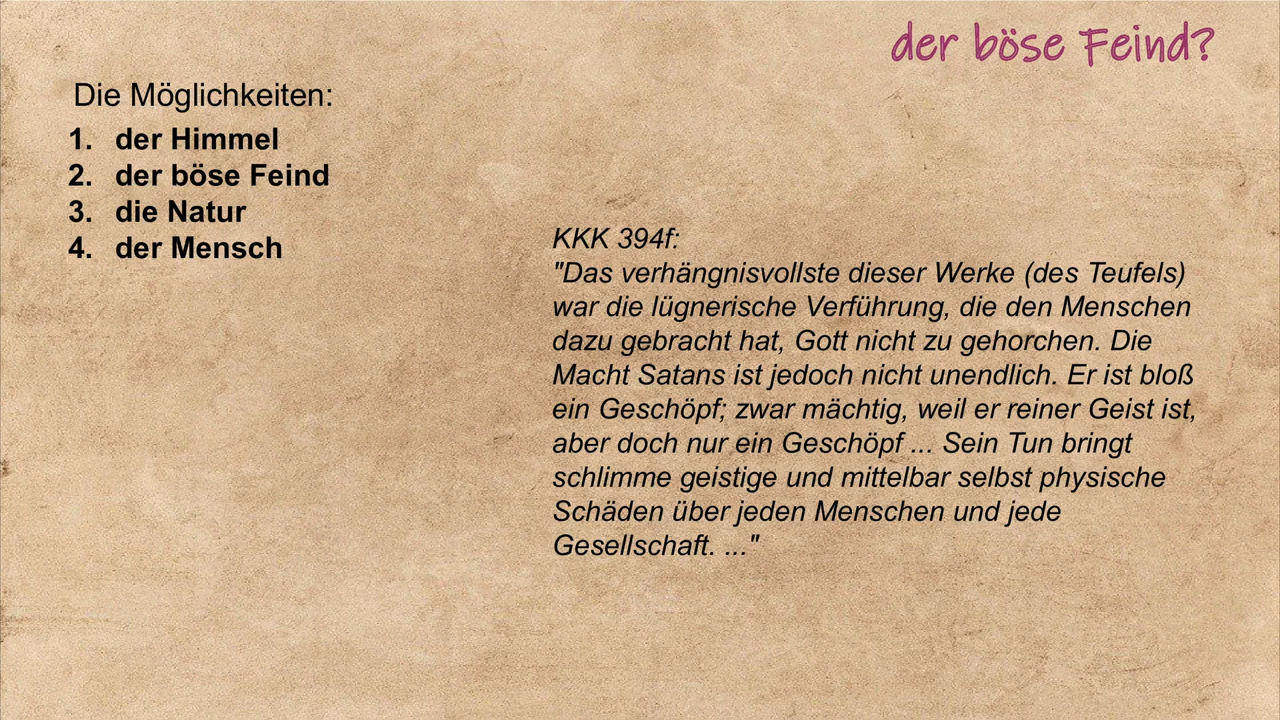 der böse Feind?
Die Möglichkeiten:
1. der Himmel
2. der böse Feind
3. die Natur
4. der Mensch
KKK 394f:
"Das verhängnisvollste dieser Werke (des Teufels)
war die lügnerische Verführung, die den Menschen
dazu gebracht hat, Gott nicht zu gehorchen. Die
Macht Satans ist jedoch nicht unendlich. Er ist bloß
ein Geschöpf; zwar mächtig, weil er reiner Geist ist,
aber doch nur ein Geschöpf ... Sein Tun bringt
schlimme geistige und mittelbar selbst physische
Schäden über jeden Menschen und jede
Gesellschaft. ..."